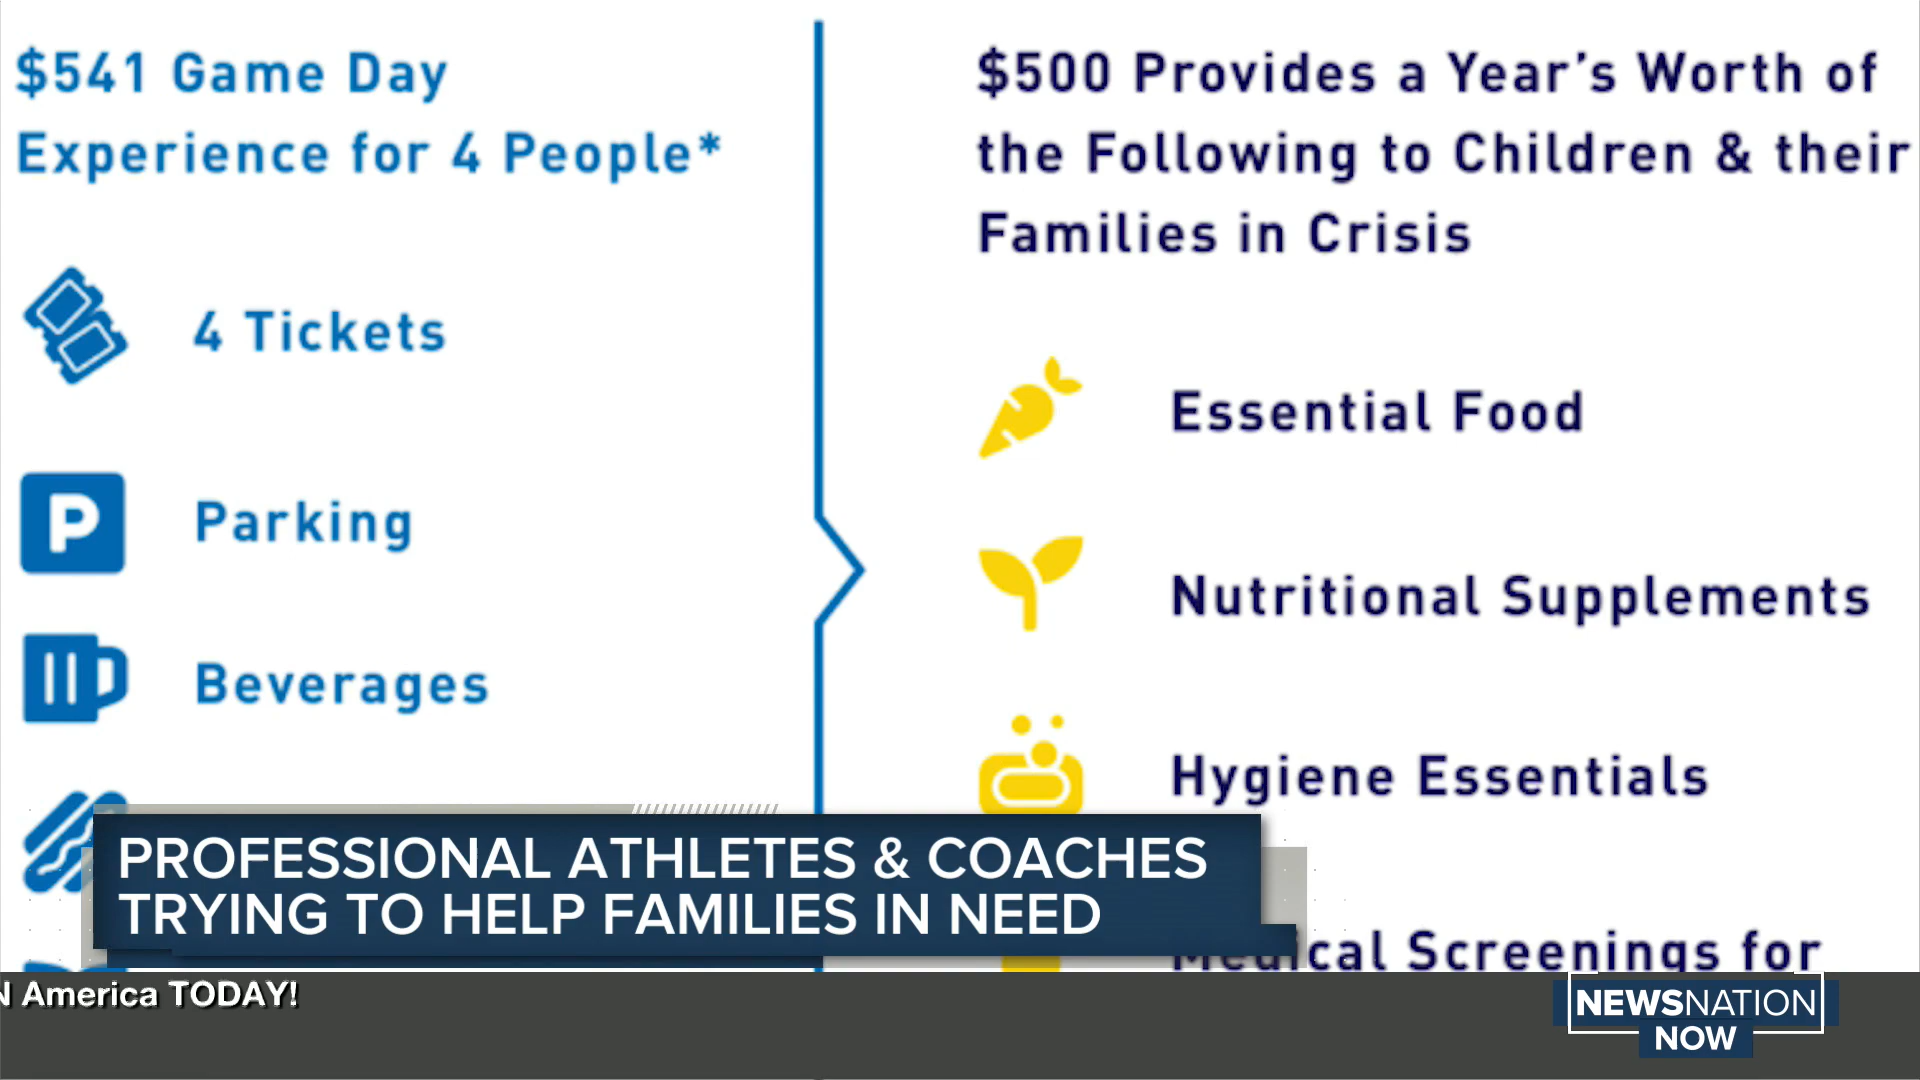 $541 Game Day
Experience for 4 People*
4 Tickets
P
Parking
Beverages
$500 Provides a Year's Worth of
the Following to Children & their
Families in Crisis
Essential Food
Nutritional Supplements
Hygiene Essentials
Medical Screenings for
PROFESSIONAL ATHLETES & COACHES
TRYING TO HELP FAMILIES IN NEED
N America TODAY!
NEWSNATION
NOW